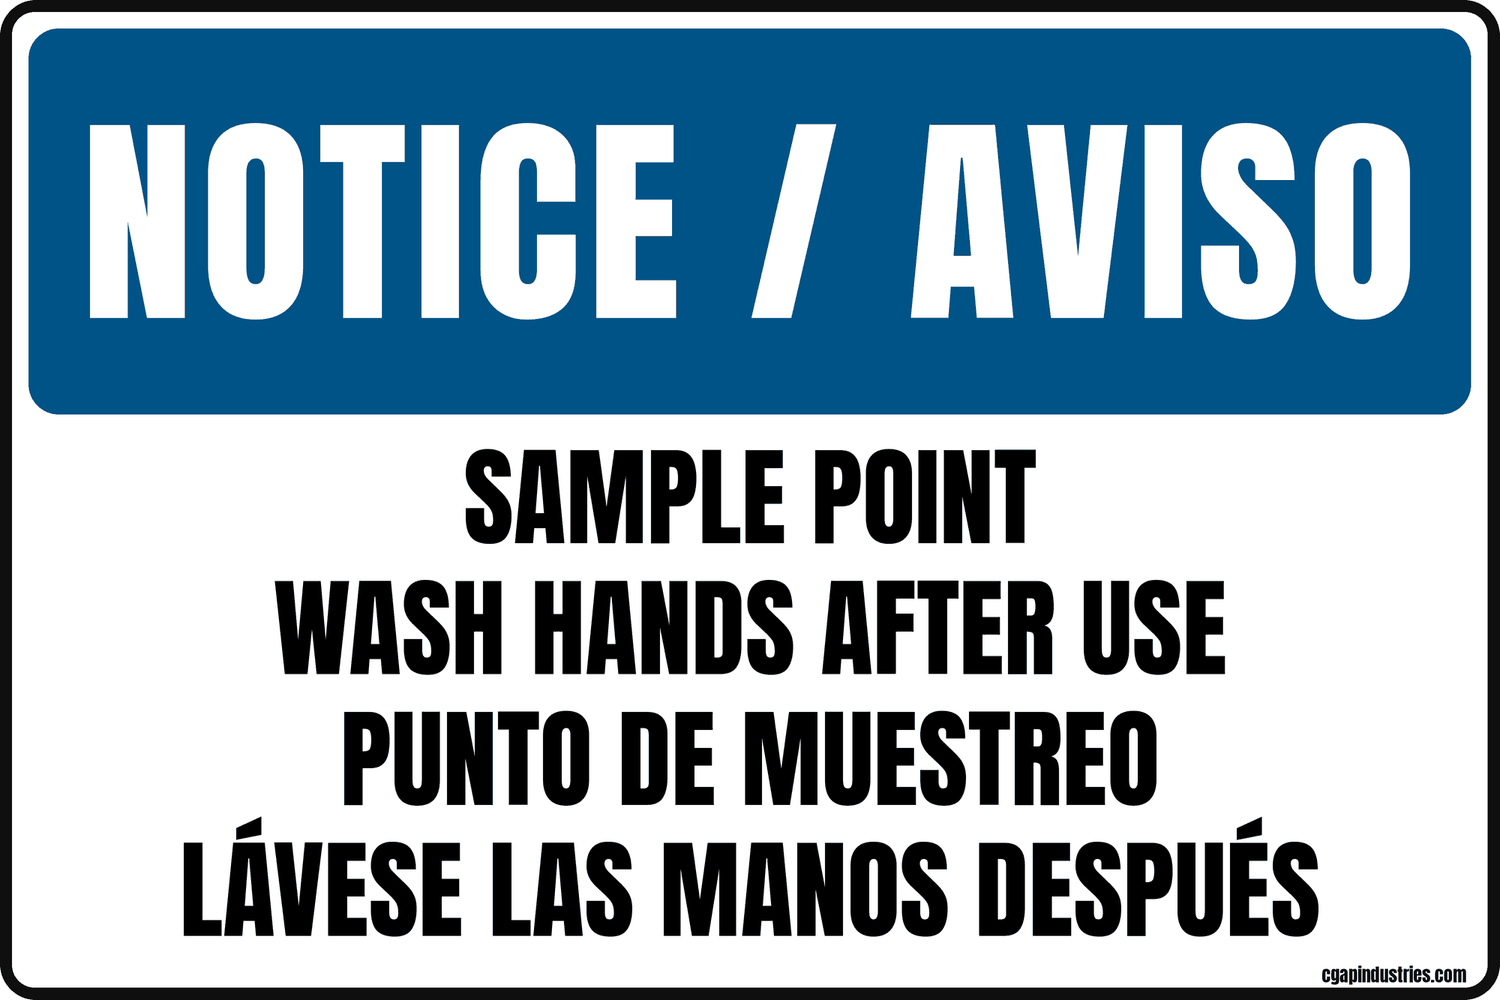 NOTICE / AVISO
SAMPLE POINT
WASH HANDS AFTER USE
PUNTO DE MUESTREO
LÁVESE LAS MANOS DESPUÉS
cgapindustries.com